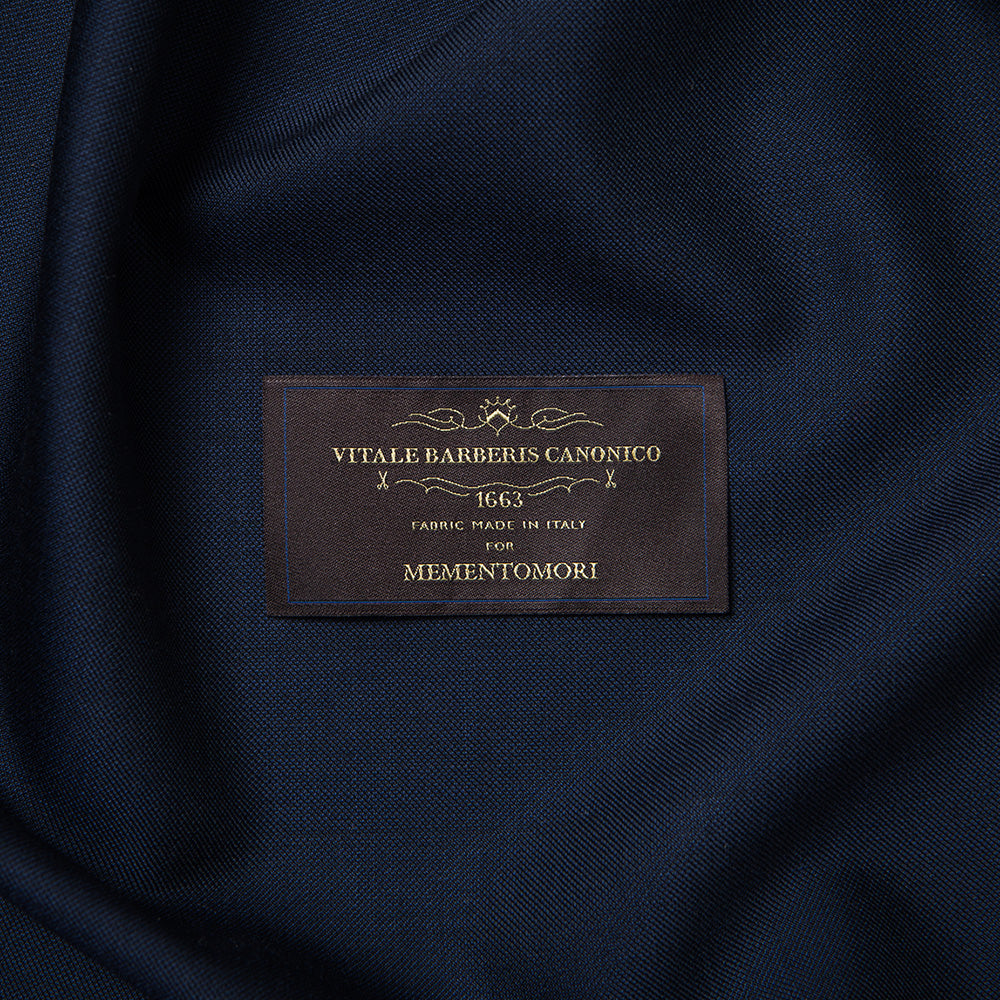 VITALE BARBERIS CANONICO
1663
FABRIC MADE IN ITALY
FOR
MEMENTOMORI